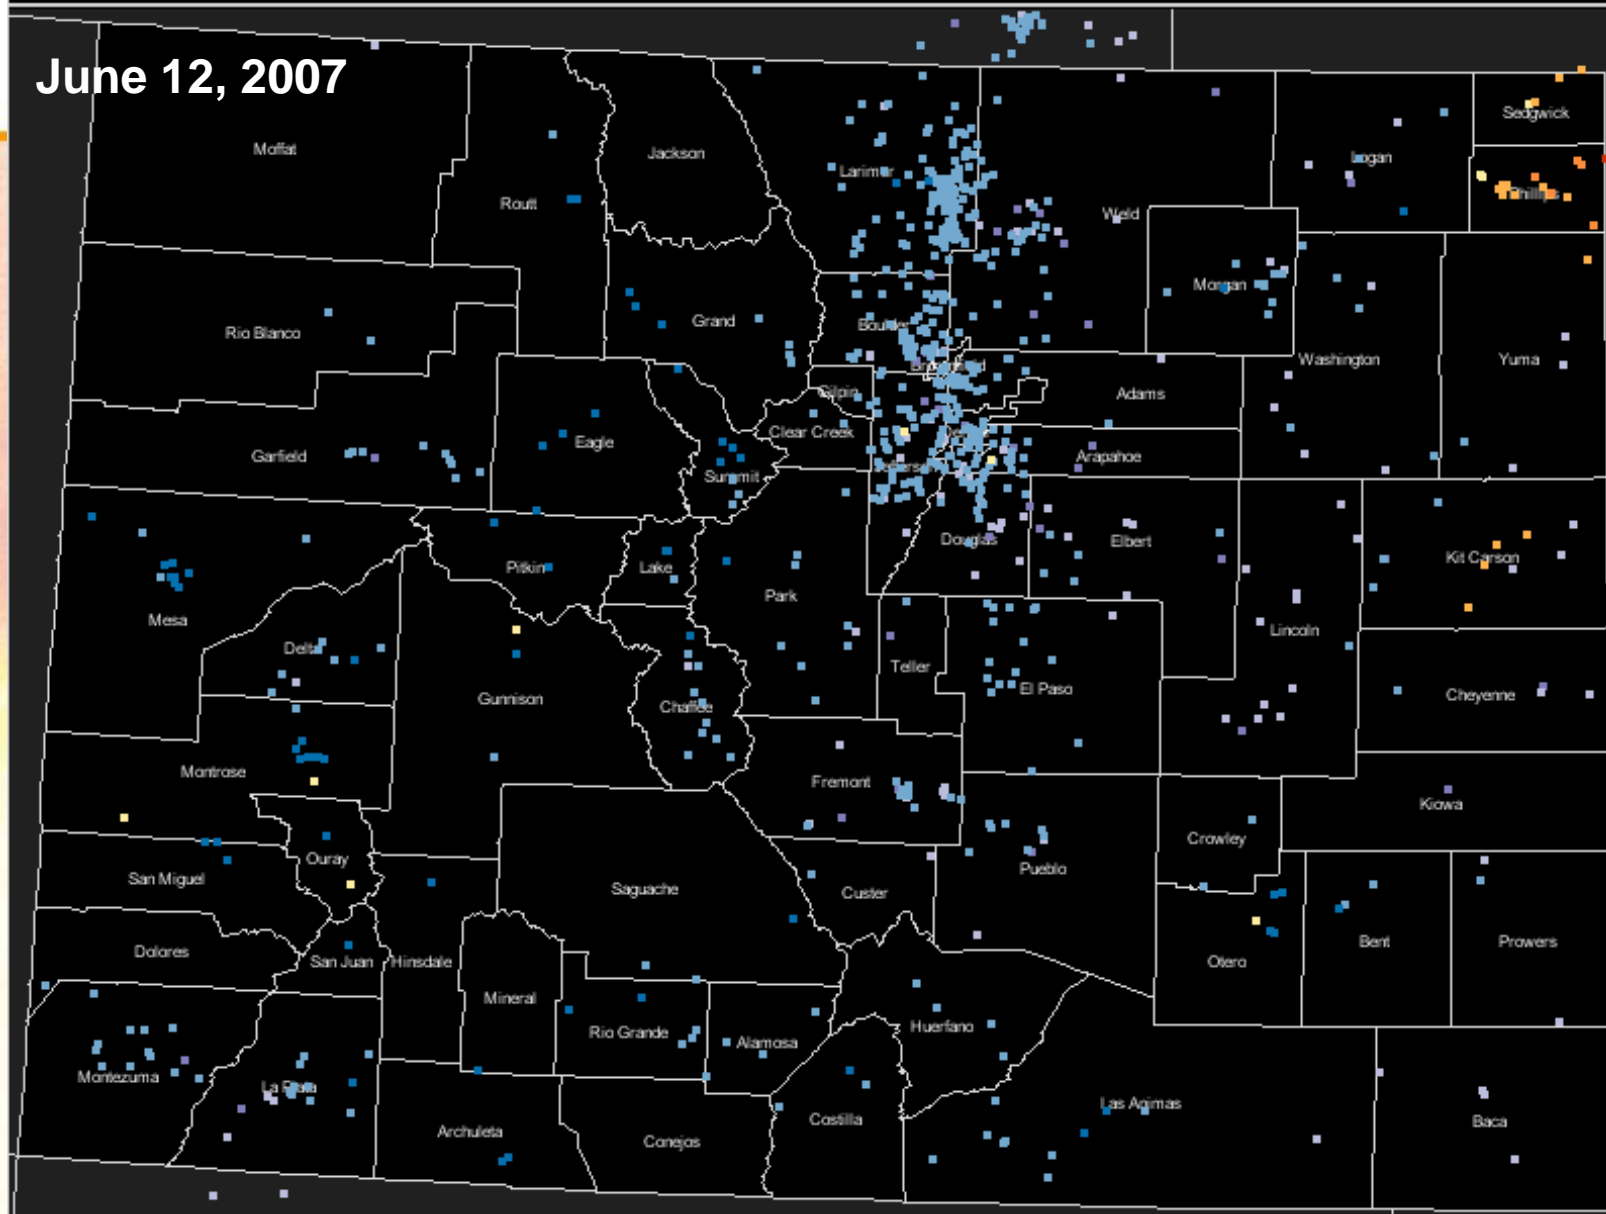 June 12, 2007
Moffat
Routt
Jackson
Larimer
Weld
Logan
Sedgwick
Phillips
Morgan
Rio Blanco
Grand
Boulder
Washington
Yuma
Gilpin
Adams
Garfield
Eagle
Summit
Clear Creek
Arapahoe
Mesa
Pitkin
Lake
Park
Douglas
Elbert
Lincoln
Kit Carson
Delta
Gunnison
Chaffee
Teller
El Paso
Cheyenne
Montrose
Fremont
Kiowa
Crowley
Pueblo
San Miguel
Ouray
Saguache
Custer
Otero
Bent
Prowers
Dolores
San Juan
Hinsdale
Mineral
Rio Grande
Alamosa
Huerfano
Montezuma
La Plata
Archuleta
Conejos
Costilla
Las Animas
Baca